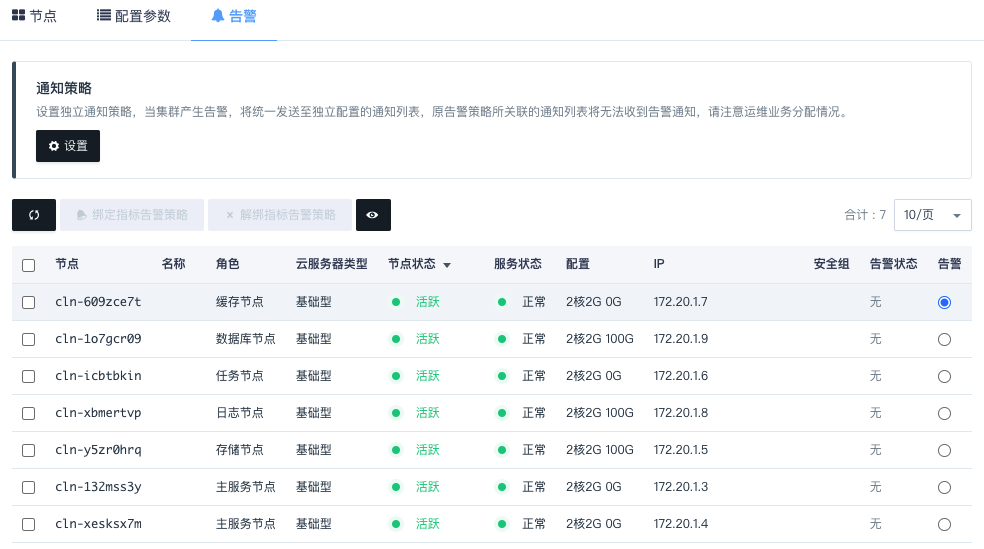 节点 配置参数 告警
通知策略
设置独立通知策略，当集群产生告警，将统一发送至独立配置的通知列表，原告警策略所关联的通知列表将无法收到告警通知，请注意运维业务分配情况。
设置
绑定指标告警策略 × 解绑指标告警策略 合计：7 10/页
节点 名称 角色 云服务器类型 节点状态 服务状态 配置 IP 安全组 告警状态 告警
cln-609zce7t 缓存节点 基础型 活跃 正常 2核2G 0G 172.20.1.7 无
cln-1o7gcr09 数据库节点 基础型 活跃 正常 2核2G 100G 172.20.1.9 无
cln-icbtbkin 任务节点 基础型 活跃 正常 2核2G 0G 172.20.1.6 无
cln-xbmertvp 日志节点 基础型 活跃 正常 2核2G 100G 172.20.1.8 无
cln-y5zr0hrq 存储节点 基础型 活跃 正常 2核2G 100G 172.20.1.5 无
cln-132mss3y 主服务节点 基础型 活跃 正常 2核2G 0G 172.20.1.3 无
cln-xesksx7m 主服务节点 基础型 活跃 正常 2核2G 0G 172.20.1.4 无